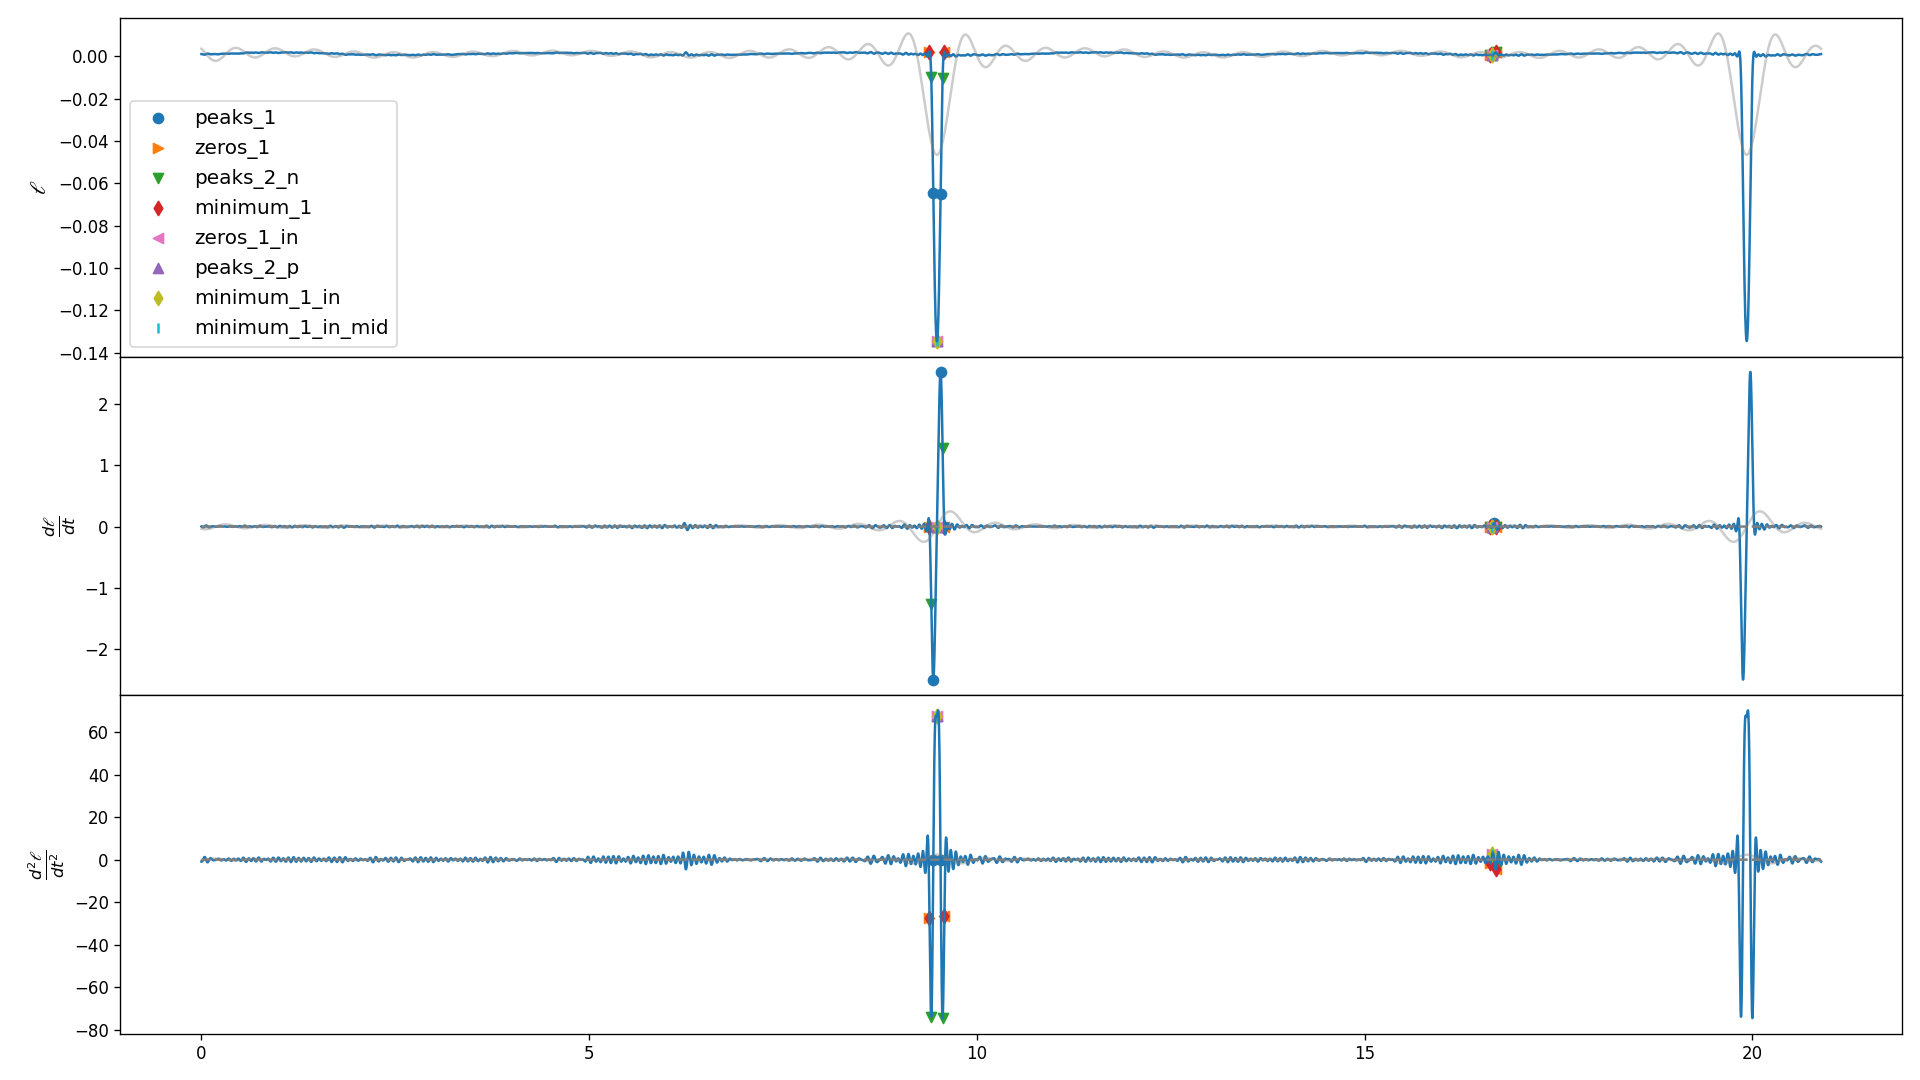 0.00
−0.02
−0.04
−0.06
−0.08
−0.10
−0.12
−0.14
ℓ
peaks_1
zeros_1
peaks_2_n
minimum_1
zeros_1_in
peaks_2_p
minimum_1_in
minimum_1_in_mid
2
1
0
−1
−2
dℓ
dt
60
40
20
0
−20
−40
−60
−80
d²ℓ
dt²
0 5 10 15 20